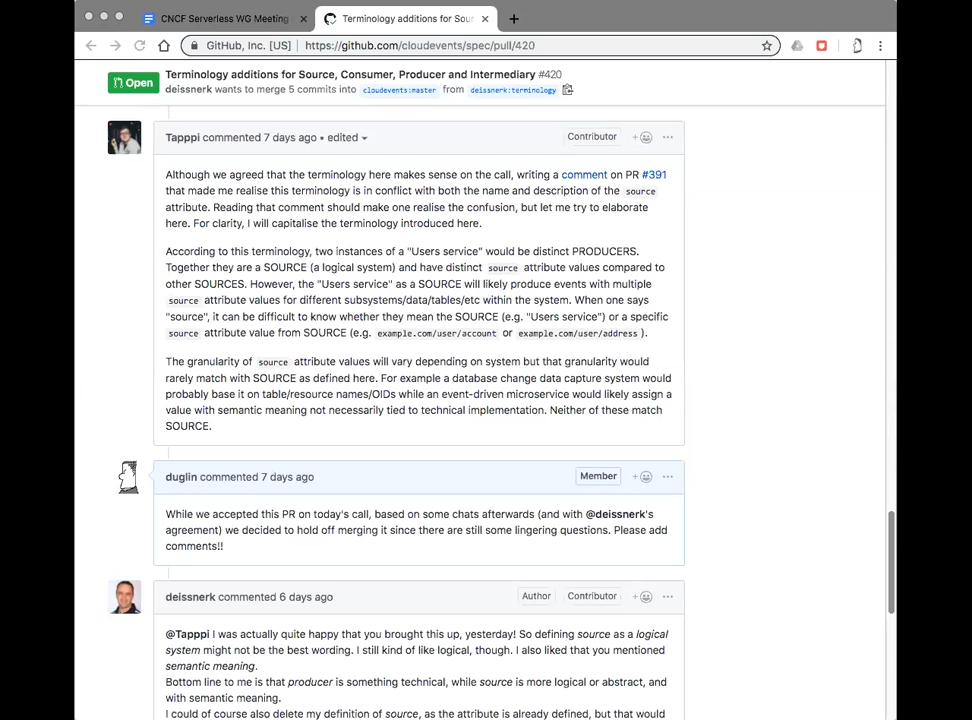 CNCF Serverless WG Meeting
Terminology additions for Sour
GitHub, Inc. [US]
https://github.com/cloudevents/spec/pull/420
Open
Terminology additions for Source, Consumer, Producer and Intermediary #420
deissnerk wants to merge 5 commits into cloudevents:master from deissnerk:terminology
Tapppi commented 7 days ago • edited
Contributor
Although we agreed that the terminology here makes sense on the call, writing a comment on PR #391
that made me realise this terminology is in conflict with both the name and description of the source
attribute. Reading that comment should make one realise the confusion, but let me try to elaborate
here. For clarity, I will capitalise the terminology introduced here.
According to this terminology, two instances of a "Users service" would be distinct PRODUCERS.
Together they are a SOURCE (a logical system) and have distinct source attribute values compared to
other SOURCES. However, the "Users service" as a SOURCE will likely produce events with multiple
source attribute values for different subsystems/data/tables/etc within the system. When one says
"source", it can be difficult to know whether they mean the SOURCE (e.g. "Users service") or a specific
source attribute value from SOURCE (e.g. example.com/user/account or example.com/user/address ).
The granularity of source attribute values will vary depending on system but that granularity would
rarely match with SOURCE as defined here. For example a database change data capture system would
probably base it on table/resource names/OIDs while an event-driven microservice would likely assign a
value with semantic meaning not necessarily tied to technical implementation. Neither of these match
SOURCE.
duglin commented 7 days ago
Member
While we accepted this PR on today's call, based on some chats afterwards (and with @deissnerk's
agreement) we decided to hold off merging it since there are still some lingering questions. Please add
comments!!
deissnerk commented 6 days ago
Author
Contributor
@Tapppi I was actually quite happy that you brought this up, yesterday! So defining source as a logical
system might not be the best wording. I still kind of like logical, though. I also liked that you mentioned
semantic meaning.
Bottom line to me is that producer is something technical, while source is more logical or abstract, and
with semantic meaning.
I could of course also delete my definition of source, as the attribute is already defined, but that would